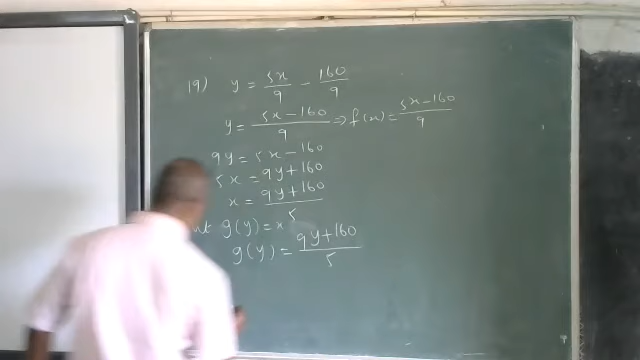 19) y = 5x/9 - 160/9
y = (5x-160)/9 ⇒ f(x) = (5x-160)/9
9y = 5x-160
5x = 9y+160
x = (9y+160)/5
g(y) = x
g(y) = (9y+160)/5